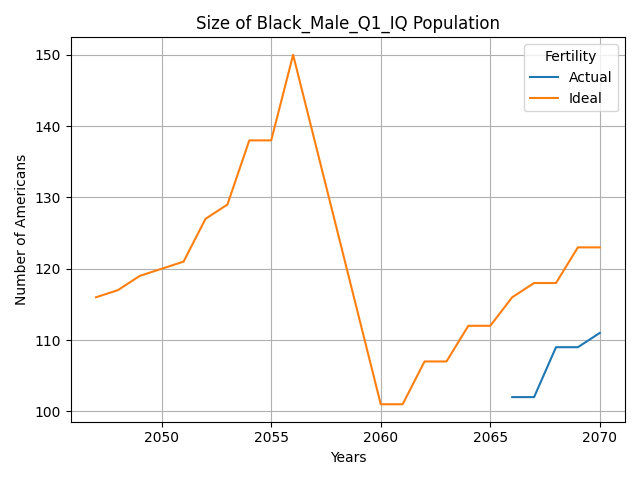 Size of Black_Male_Q1_IQ Population
Number of Americans
150
140
130
120
110
100
Fertility
Actual
Ideal
2050
2055
2060
2065
2070
Years